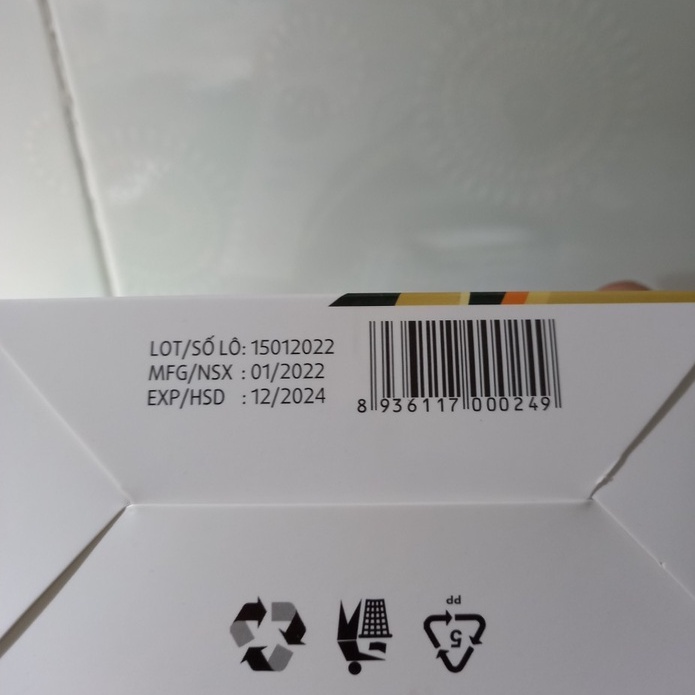 LOT/SỐ LÔ: 15012022
MFG/NSX : 01/2022
EXP/HSD : 12/2024
8 936117 000249
PP
5